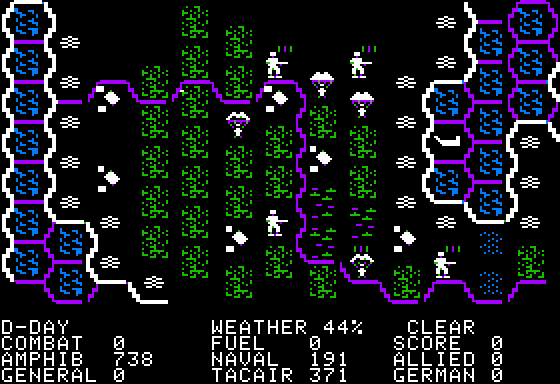 D-DAY WEATHER 44% CLEAR
COMBAT 0 FUEL 0 SCORE 0
AMPHIB 738 NAVAL 191 ALLIED 0
GENERAL 0 TACAIR 371 GERMAN 0